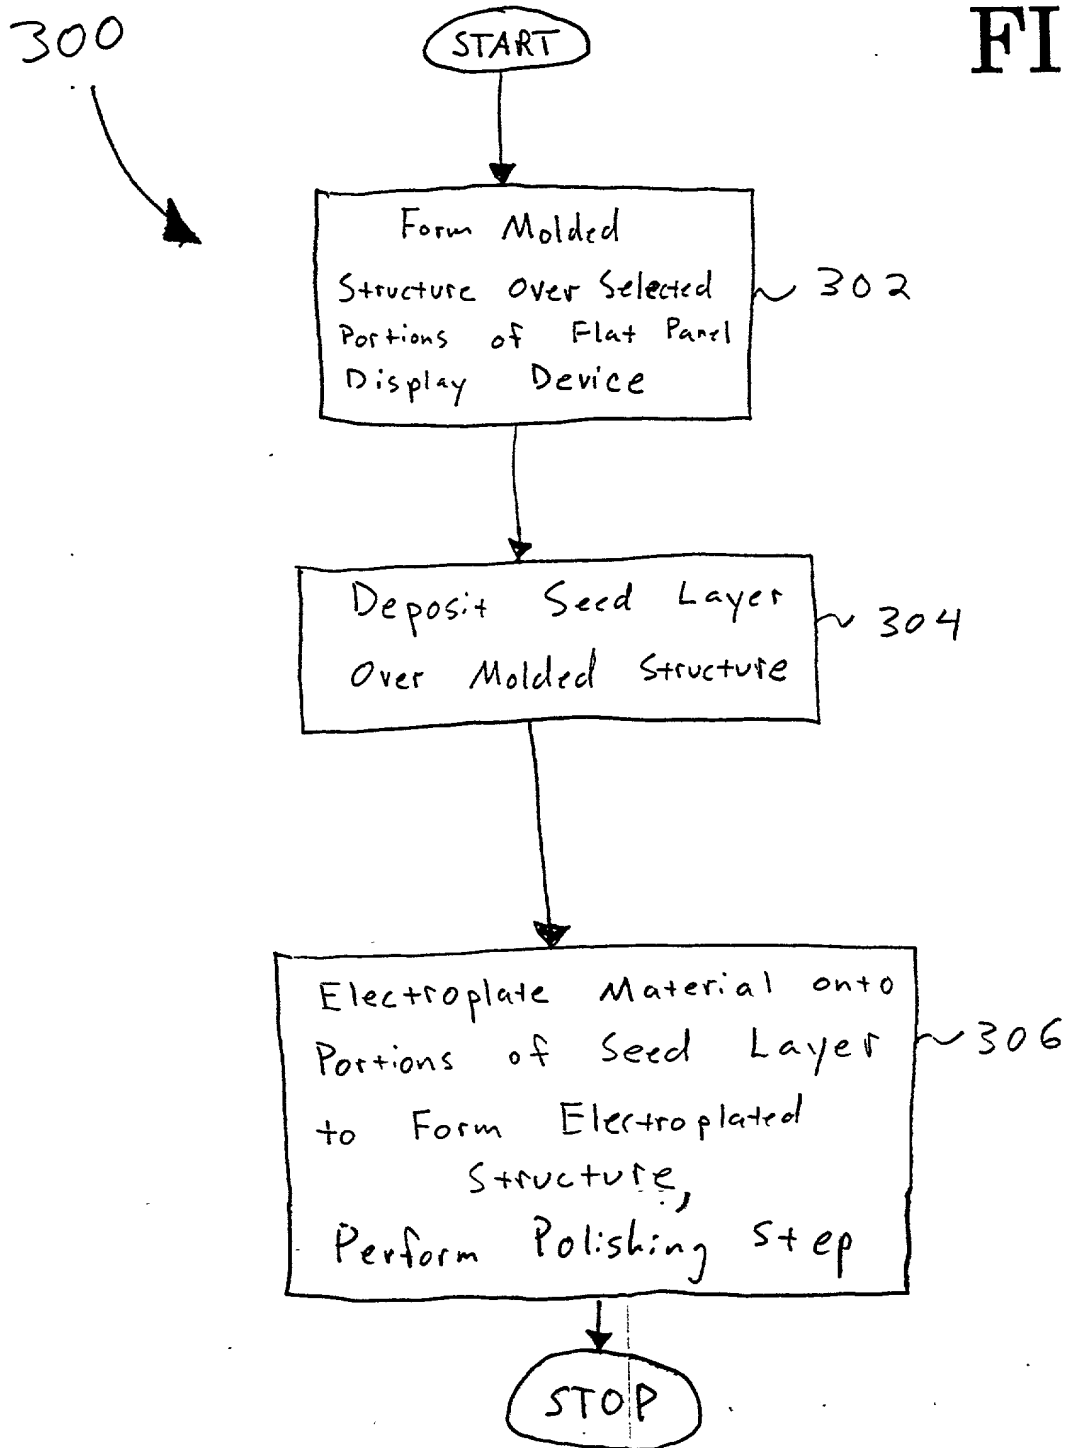 300
START
FI
Form Molded
Structure Over Selected
Portions of Flat Panel
Display Device
302
Deposit Seed Layer
Over Molded Structure
304
Electroplate Material onto
Portions of Seed Layer
to Form Electroplated
Structure,
Perform Polishing Step
306
STOP